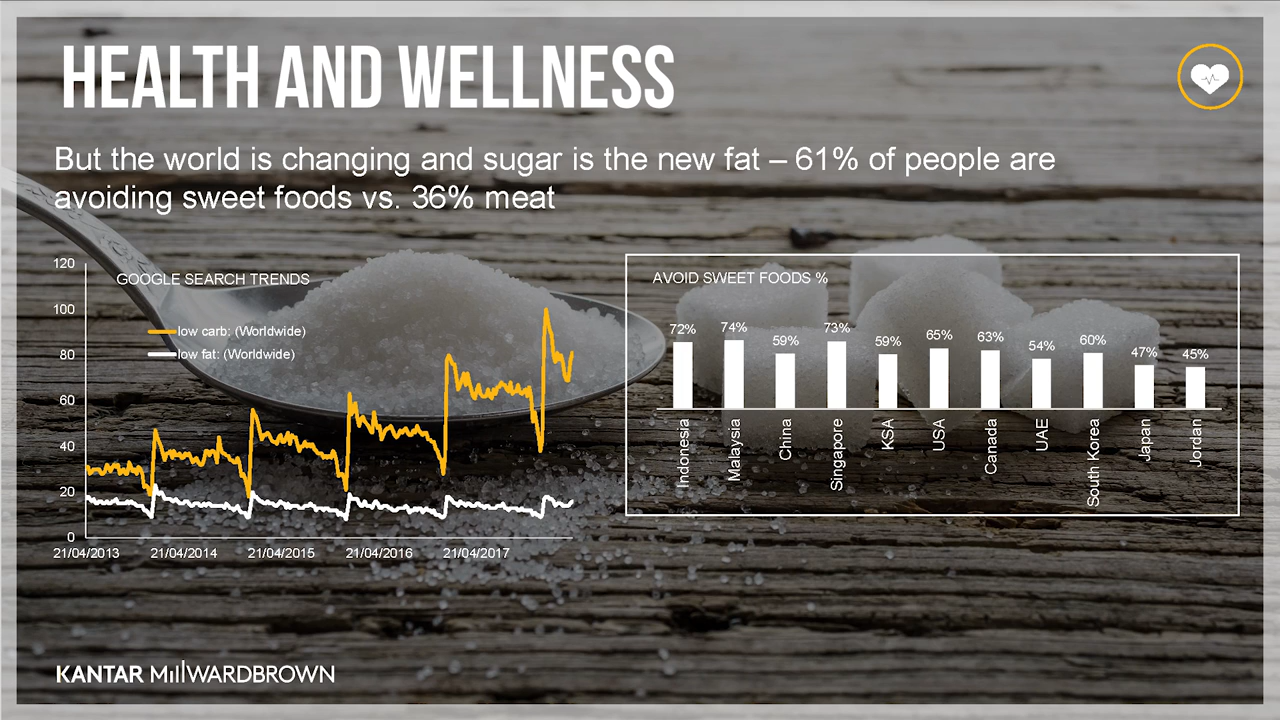 HEALTH AND WELLNESS
But the world is changing and sugar is the new fat – 61% of people are
avoiding sweet foods vs. 36% meat
GOOGLE SEARCH TRENDS
low carb: (Worldwide)
low fat: (Worldwide)
120
100
80
60
40
20
0
21/04/2013 21/04/2014 21/04/2015 21/04/2016 21/04/2017
AVOID SWEET FOODS %
72% 74% 59% 73% 59% 65% 63% 54% 60% 47% 45%
Indonesia Malaysia China Singapore KSA USA Canada UAE South Korea Japan Jordan
KANTAR MillWARDBROWN